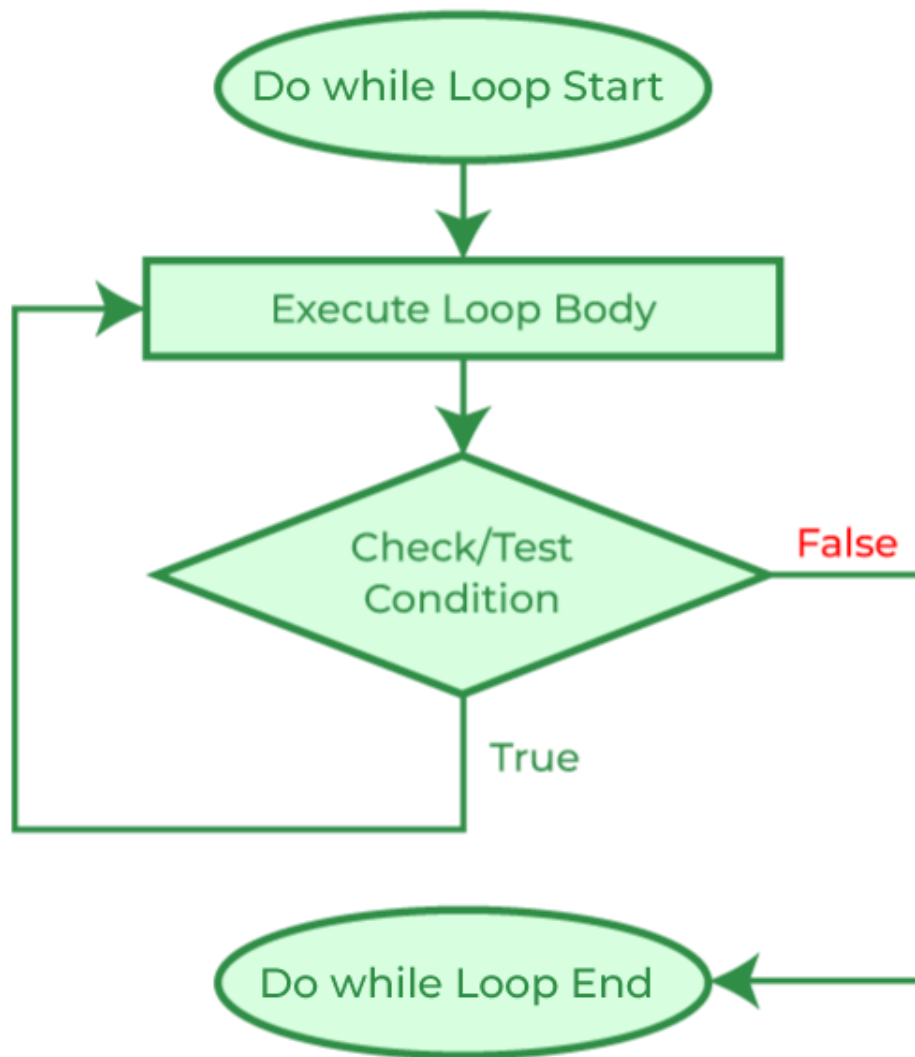 Do while Loop Start
Execute Loop Body
Check/Test
Condition
False
True
Do while Loop End